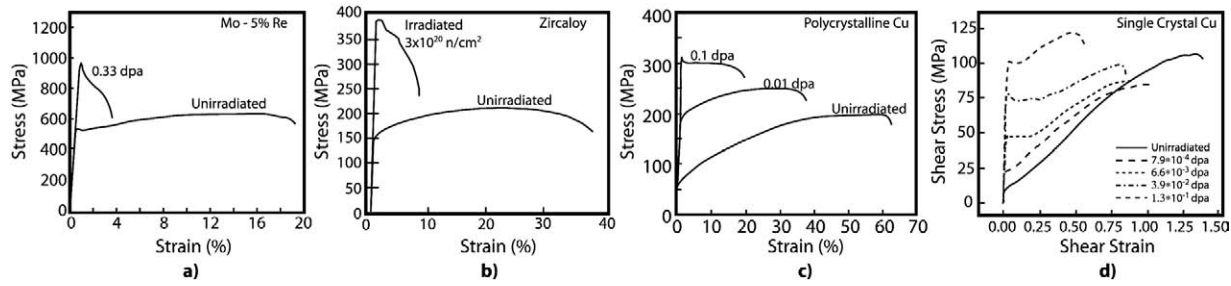 Mo - 5% Re
Stress (MPa)
1200
1000
800
600
400
200
0
0.33 dpa
Unirradiated
0 4 8 12 16 20
Strain (%)
a)
Zircaloy
Stress (MPa)
400
350
300
250
200
150
100
50
0
Irradiated
3x10²⁰ n/cm²
Unirradiated
0 10 20 30 40
Strain (%)
b)
Polycrystalline Cu
Stress (MPa)
400
300
200
100
0.1 dpa
0.01 dpa
Unirradiated
0 10 20 30 40 50 60 70
Strain (%)
c)
Single Crystal Cu
Shear Stress (MPa)
125
100
75
50
125
0
Unirradiated
7.9*10⁻⁴ dpa
6.6*10⁻³ dpa
3.9*10⁻² dpa
1.3*10⁻¹ dpa
0.00 0.25 0.50 0.75 1.00 1.25 1.50
Shear Strain
d)